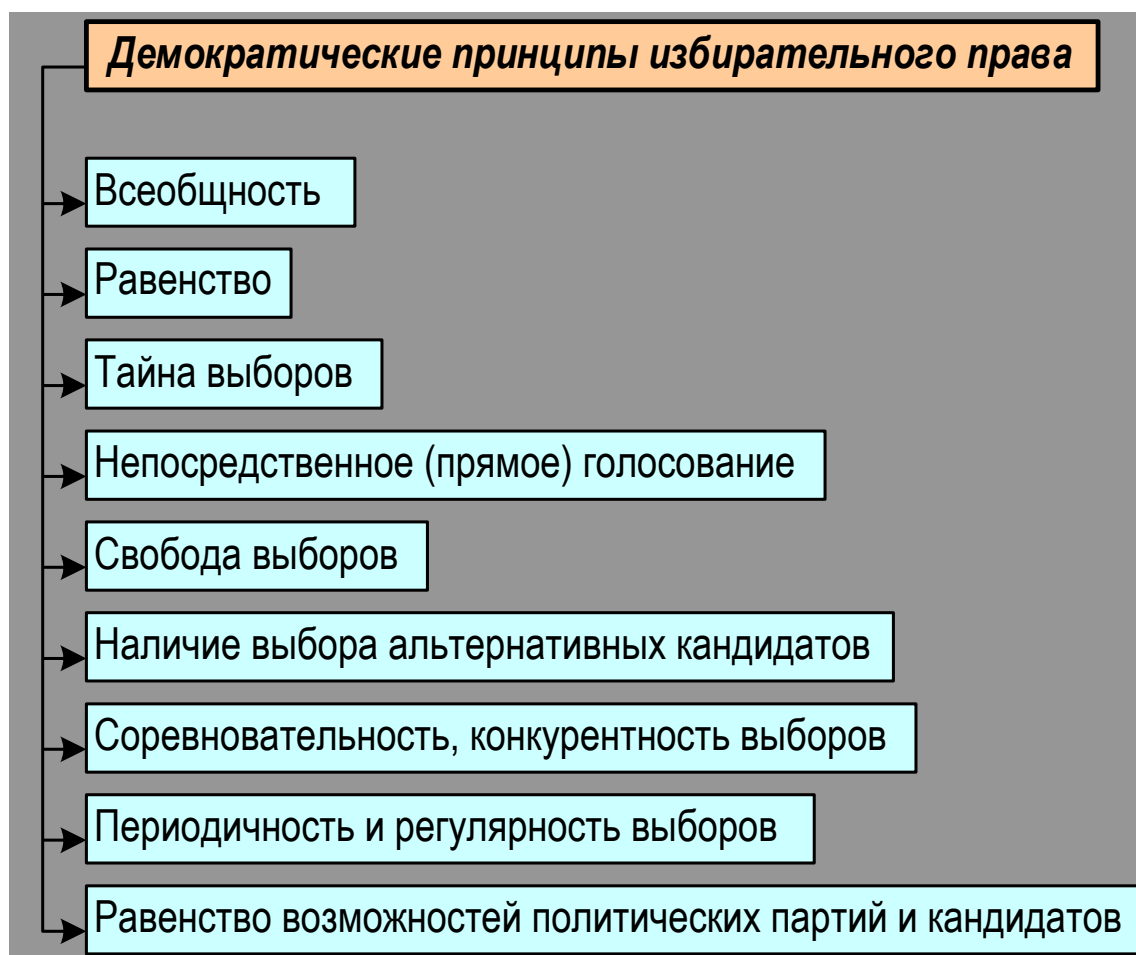 Демократические принципы избирательного права
Всеобщность
Равенство
Тайна выборов
Непосредственное (прямое) голосование
Свобода выборов
Наличие выбора альтернативных кандидатов
Соревновательность, конкурентность выборов
Периодичность и регулярность выборов
Равенство возможностей политических партий и кандидатов